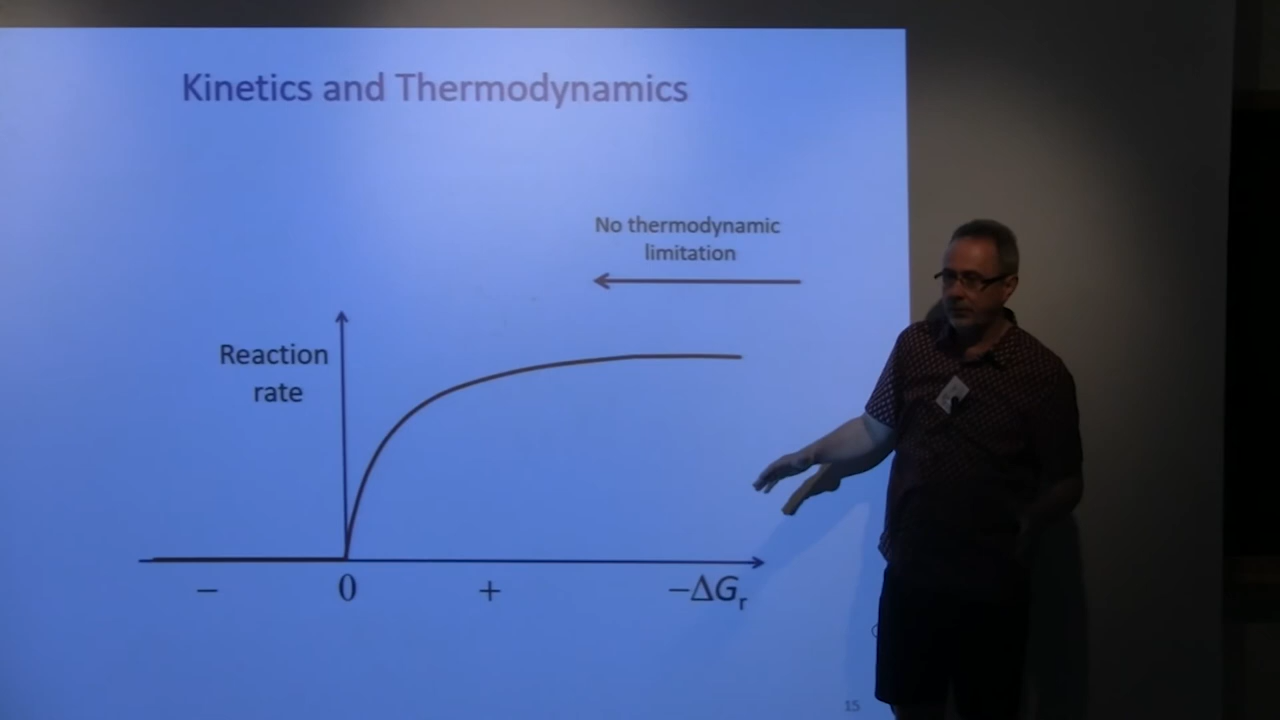 Kinetics and Thermodynamics
No thermodynamic
limitation
Reaction
rate
− 0 + −ΔGr
15